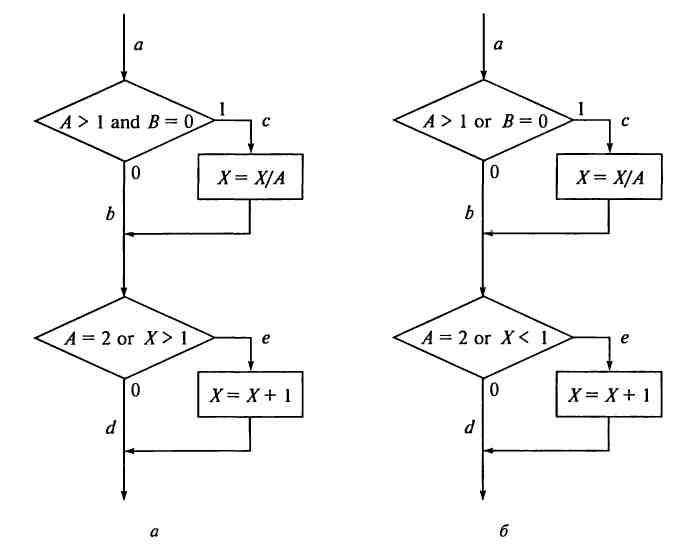 a
A > 1 and B = 0
1
c
X = X/A
0
b
A = 2 or X > 1
e
X = X + 1
0
d
а
a
A > 1 or B = 0
1
c
X = X/A
0
b
A = 2 or X < 1
e
X = X + 1
0
d
б